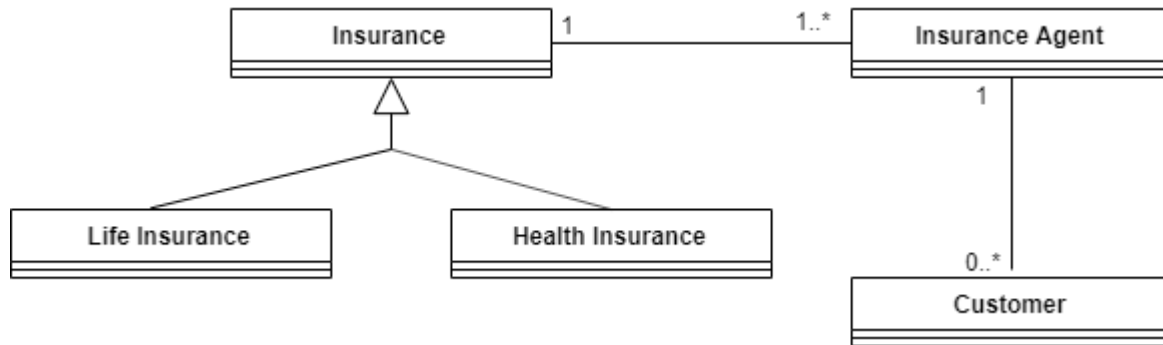 Insurance
1
1..*
Insurance Agent
1
Life Insurance
Health Insurance
0..*
Customer